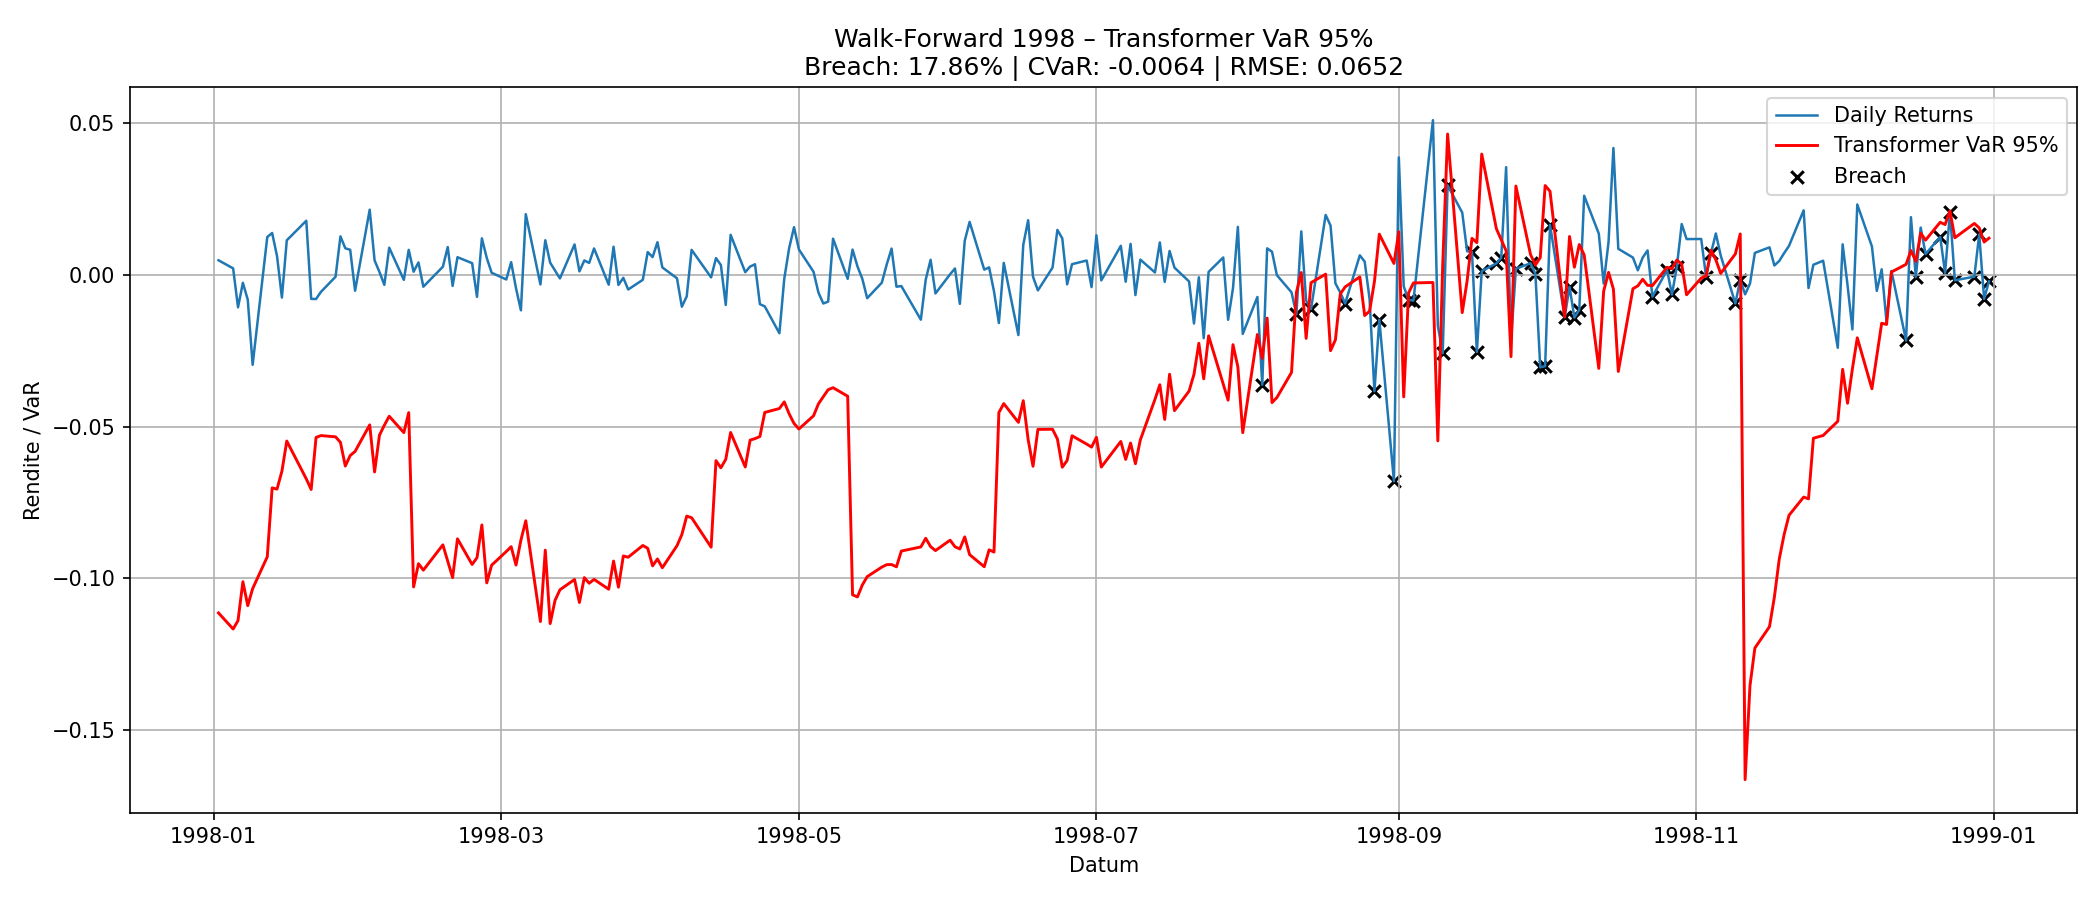 Walk-Forward 1998 – Transformer VaR 95%
Breach: 17.86% | CVaR: -0.0064 | RMSE: 0.0652
Daily Returns
Transformer VaR 95%
Breach
Rendite / VaR
0.05
0.00
−0.05
−0.10
−0.15
1998-01
1998-03
1998-05
1998-07
1998-09
1998-11
1999-01
Datum